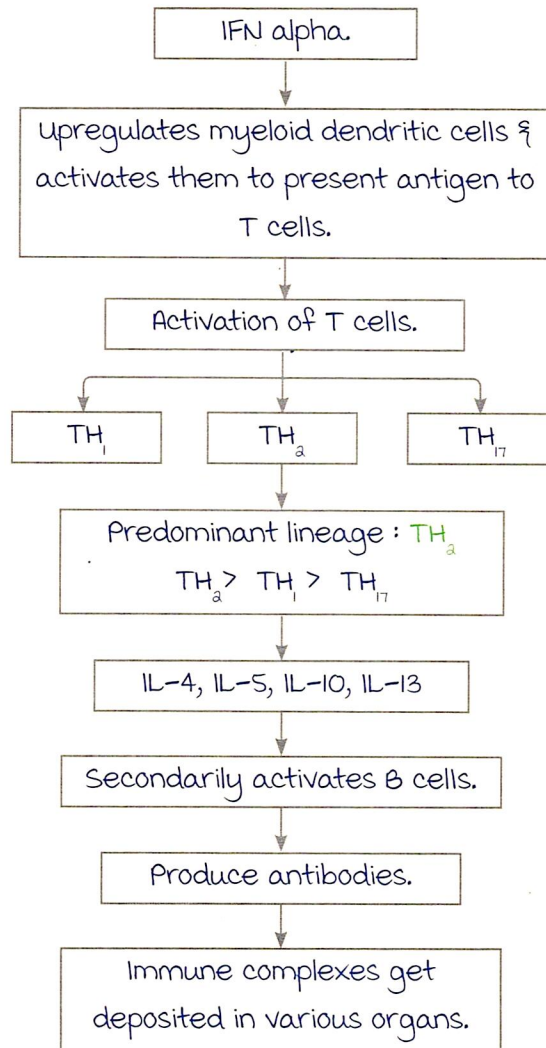 IFN alpha.
upregulates myeloid dendritic cells &
activates them to present antigen to
T cells.
Activation of T cells.
TH₁ TH₂ TH₁₇
Predominant lineage : TH₂
TH₂ > TH₁ > TH₁₇
IL-4, IL-5, IL-10, IL-13
Secondarily activates B cells.
Produce antibodies.
Immune complexes get
deposited in various organs.